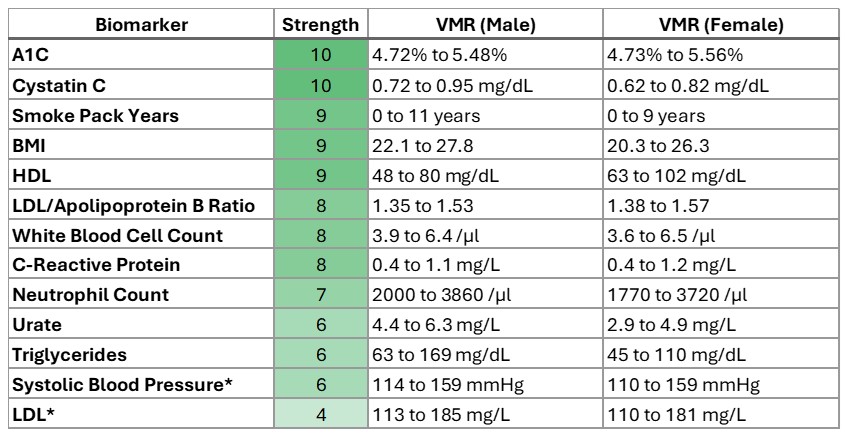 Biomarker Strength VMR (Male) VMR (Female)
A1C 10 4.72% to 5.48% 4.73% to 5.56%
Cystatin C 10 0.72 to 0.95 mg/dL 0.62 to 0.82 mg/dL
Smoke Pack Years 9 0 to 11 years 0 to 9 years
BMI 9 22.1 to 27.8 20.3 to 26.3
HDL 9 48 to 80 mg/dL 63 to 102 mg/dL
LDL/Apolipoprotein B Ratio 8 1.35 to 1.53 1.38 to 1.57
White Blood Cell Count 8 3.9 to 6.4 /µl 3.6 to 6.5 /µl
C-Reactive Protein 8 0.4 to 1.1 mg/L 0.4 to 1.2 mg/L
Neutrophil Count 7 2000 to 3860 /µl 1770 to 3720 /µl
Urate 6 4.4 to 6.3 mg/L 2.9 to 4.9 mg/L
Triglycerides 6 63 to 169 mg/dL 45 to 110 mg/dL
Systolic Blood Pressure* 6 114 to 159 mmHg 110 to 159 mmHg
LDL* 4 113 to 185 mg/L 110 to 181 mg/L